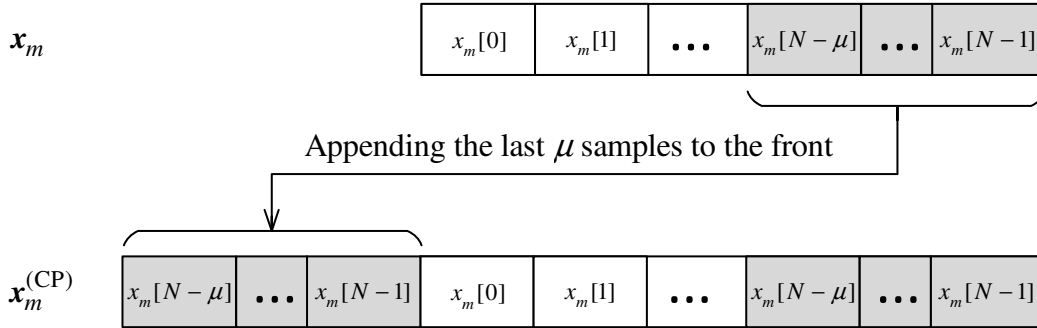 x_m x_m[0] x_m[1] ... x_m[N − μ] ... x_m[N − 1]
Appending the last μ samples to the front
x_m^(CP) x_m[N − μ] ... x_m[N − 1] x_m[0] x_m[1] ... x_m[N − μ] ... x_m[N − 1]